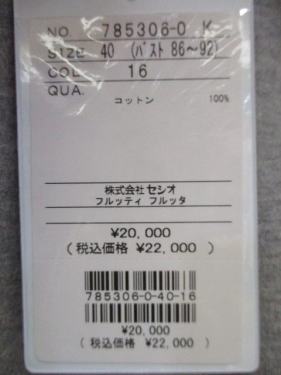 NO. 785306-0 K
SIZE 40 (バスト 86〜92)
COL. 16
QUA.
コットン 100%
株式会社セシオ
フルッティ フルッタ
¥20,000
(税込価格 ¥22,000 )
785306-0-40-16
¥20,000
(税込価格 ¥22,000 )